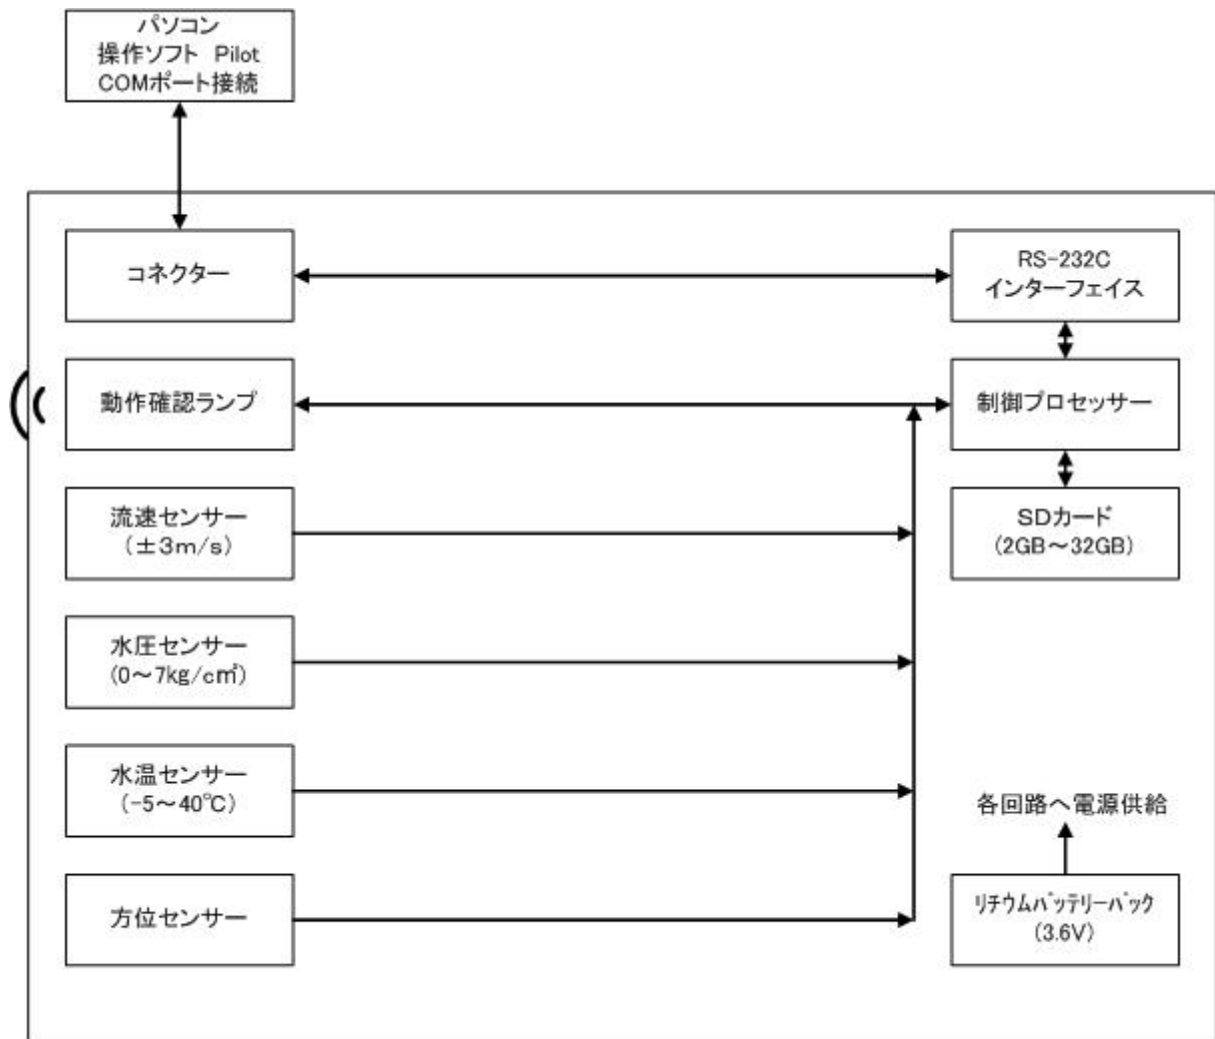 パソコン
操作ソフト Pilot
COMポート接続
コネクター
RS-232C
インターフェイス
動作確認ランプ
制御プロセッサー
流速センサー
(±3m/s)
SDカード
(2GB～32GB)
水圧センサー
(0～7kg/c㎡)
水温センサー
(-5～40℃)
各回路へ電源供給
方位センサー
ﾘﾁｳﾑﾊﾞｯﾃﾘｰﾊﾟｯｸ
(3.6V)